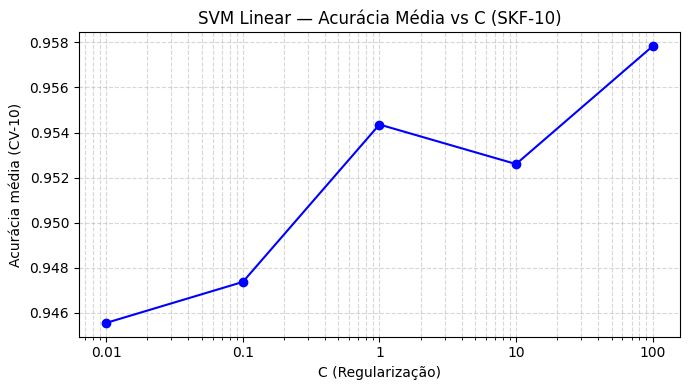 SVM Linear — Acurácia Média vs C (SKF-10)
Acurácia média (CV-10)
0.958
0.956
0.954
0.952
0.950
0.948
0.946
0.01 0.1 1 10 100
C (Regularização)